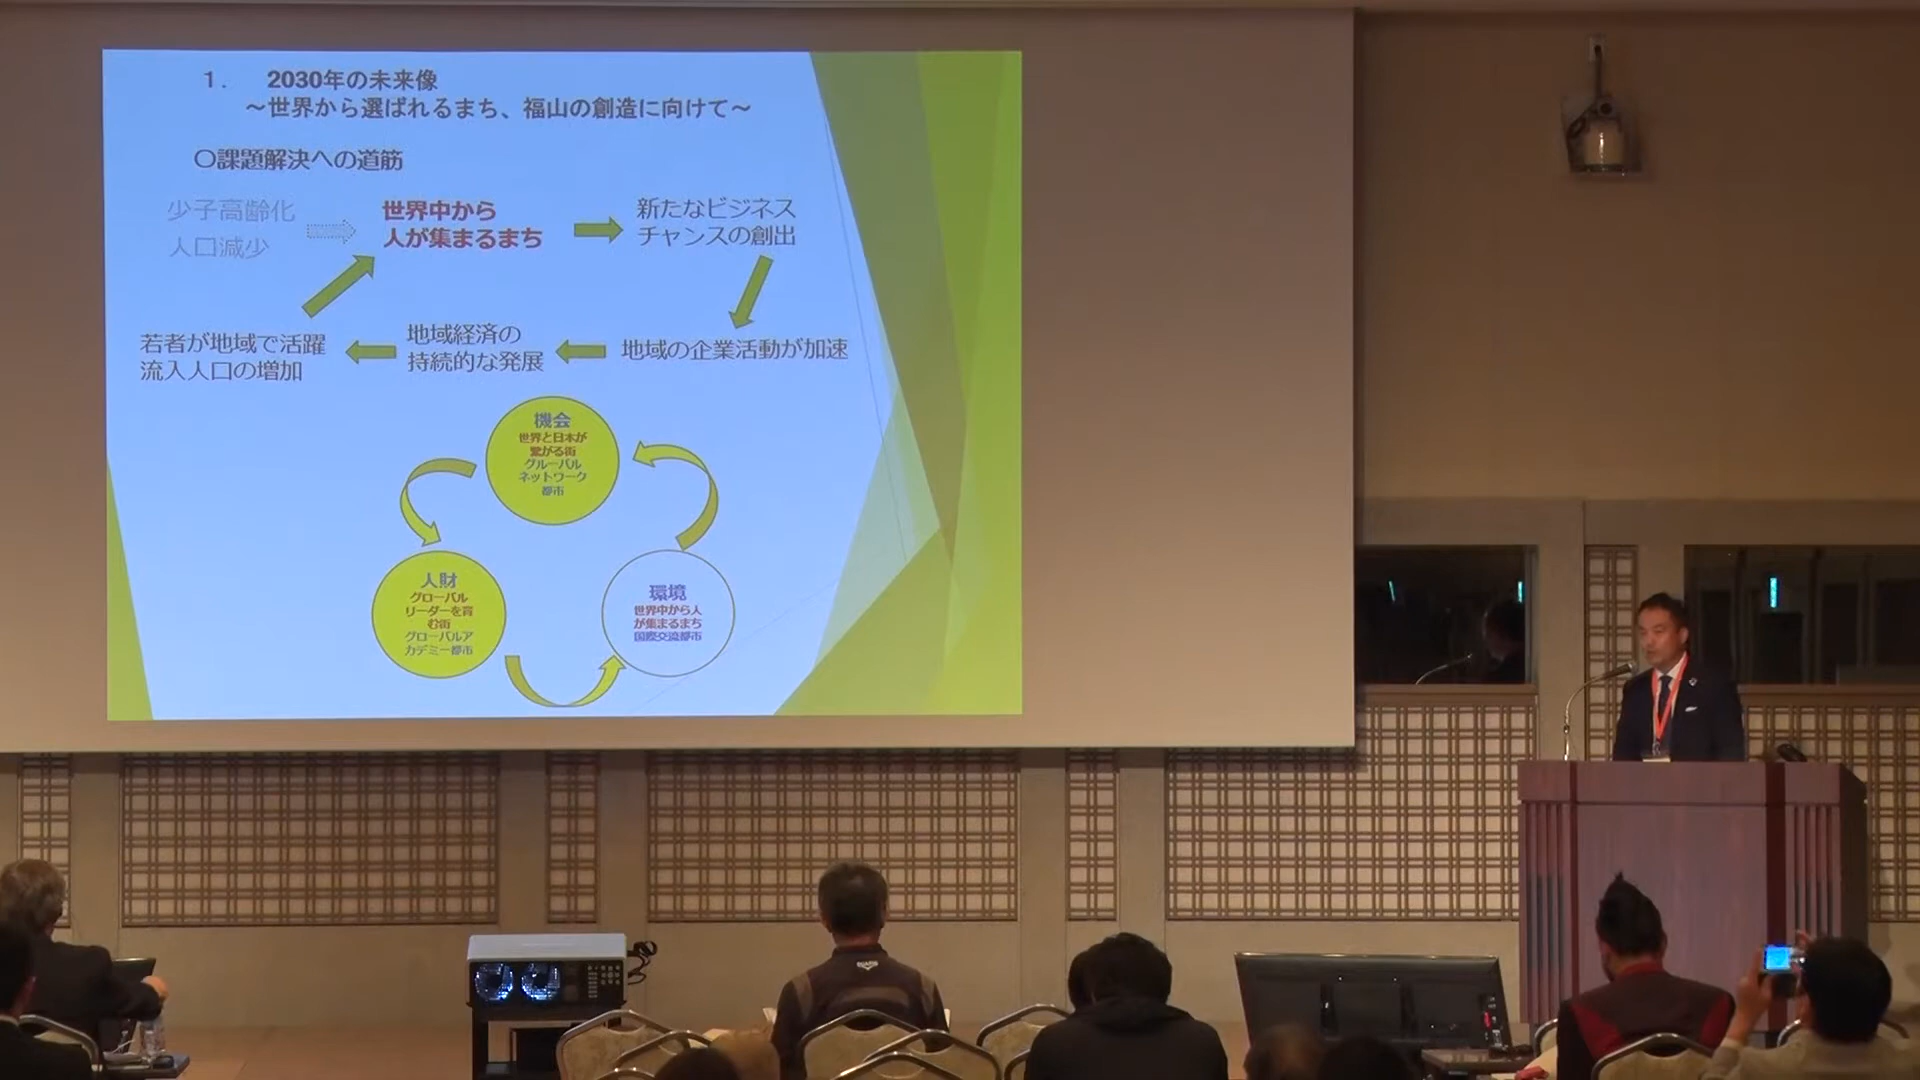 1. 2030年の未来像
～世界から選ばれるまち、福山の創造に向けて～
〇課題解決への道筋
少子高齢化
人口減少
世界中から
人が集まるまち
新たなビジネス
チャンスの創出
地域の企業活動が加速
地域経済の
持続的な発展
若者が地域で活躍
流入人口の増加
機会
世界と日本が
繋がる街
グルーバル
ネットワーク
都市
人財
グローバル
リーダーを育
む街
グローバルア
カデミー都市
環境
世界中から人
が集まるまち
国際交流都市